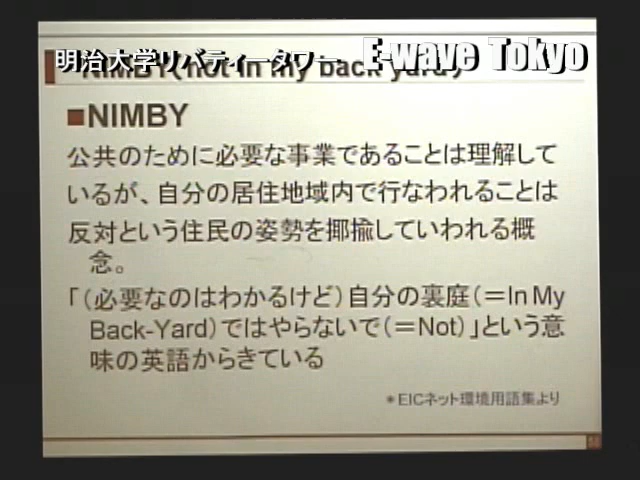 明治大学リバティータワー E-wave Tokyo
NIMBY(not in my back yard)
■NIMBY
公共のために必要な事業であることは理解して
いるが、自分の居住地域内で行なわれることは
反対という住民の姿勢を揶揄していわれる概
念。
「(必要なのはわかるけど)自分の裏庭(=In My
Back-Yard)ではやらないで(=Not)」という意
味の英語からきている
*EICネット環境用語集より